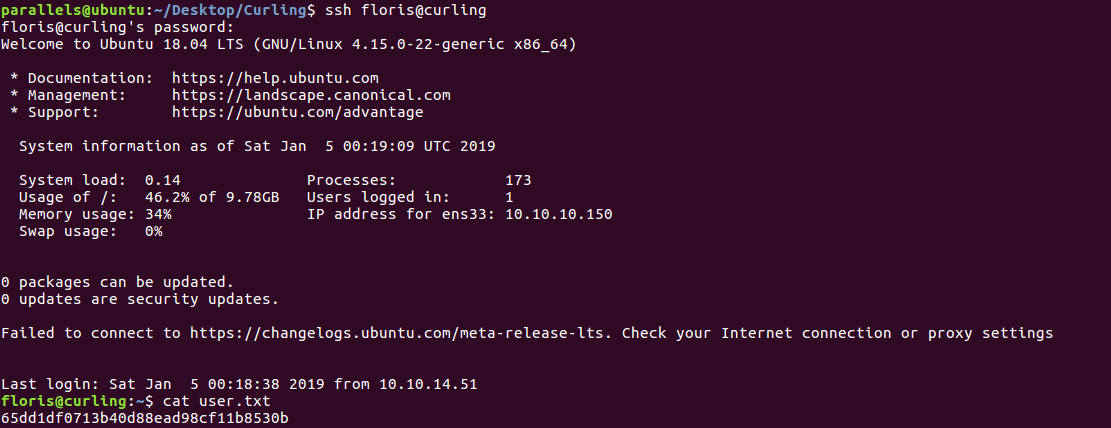 parallels@ubuntu:~/Desktop/Curling$ ssh floris@curling
floris@curling's password:
Welcome to Ubuntu 18.04 LTS (GNU/Linux 4.15.0-22-generic x86_64)
* Documentation:  https://help.ubuntu.com
* Management:     https://landscape.canonical.com
* Support:        https://ubuntu.com/advantage
System information as of Sat Jan  5 00:19:09 UTC 2019
System load:  0.14                Processes:             173
Usage of /:   46.2% of 9.78GB   Users logged in:       1
Memory usage: 34%               IP address for ens33: 10.10.10.150
Swap usage:   0%
0 packages can be updated.
0 updates are security updates.
Failed to connect to https://changelogs.ubuntu.com/meta-release-lts. Check your Internet connection or proxy settings
Last login: Sat Jan  5 00:18:38 2019 from 10.10.14.51
floris@curling:~$ cat user.txt
65dd1df0713b40d88ead98cf11b8530b